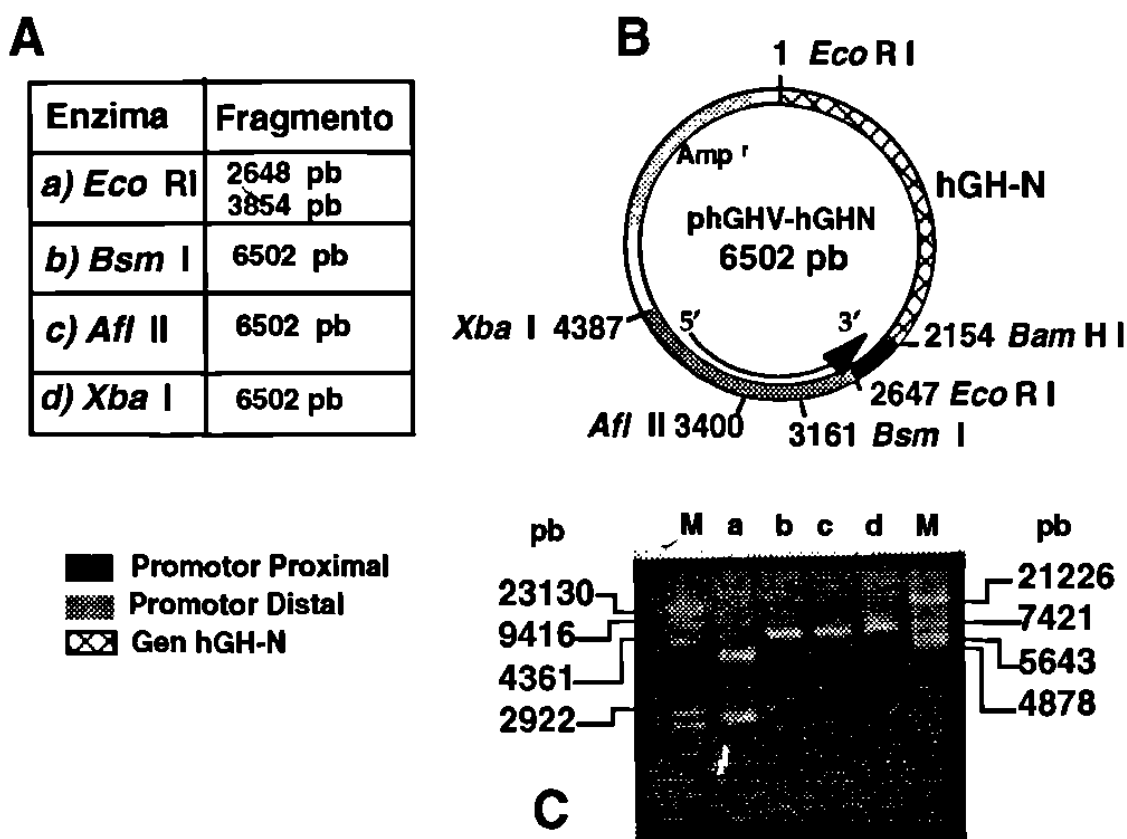 A
Enzima Fragmento
a) Eco RI 2648 pb
3854 pb
b) Bsm I 6502 pb
c) Afl II 6502 pb
d) Xba I 6502 pb
B
1 Eco R I
Amp r
hGH-N
phGHV-hGHN
6502 pb
5' 3'
Xba I 4387
2154 Bam H I
2647 Eco R I
Afl II 3400
3161 Bsm I
Promotor Proximal
Promotor Distal
Gen hGH-N
pb M a b c d M pb
23130
9416
4361
2922
21226
7421
5643
4878
C